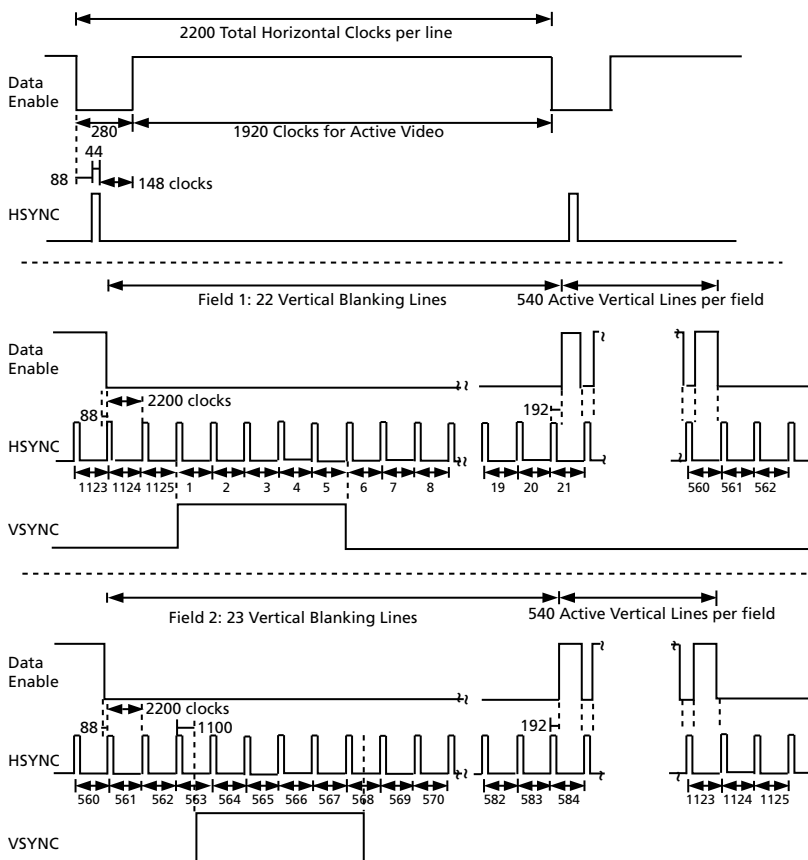 2200 Total Horizontal Clocks per line
Data
Enable
280
1920 Clocks for Active Video
44
88
148 clocks
HSYNC
Field 1: 22 Vertical Blanking Lines
540 Active Vertical Lines per field
Data
Enable
2200 clocks
88
192
HSYNC
1123 1124 1125 1 2 3 4 5 6 7 8 19 20 21 560 561 562
VSYNC
Field 2: 23 Vertical Blanking Lines
540 Active Vertical Lines per field
Data
Enable
2200 clocks
88
1100
192
HSYNC
560 561 562 563 564 565 566 567 568 569 570 582 583 584 1123 1124 1125
VSYNC